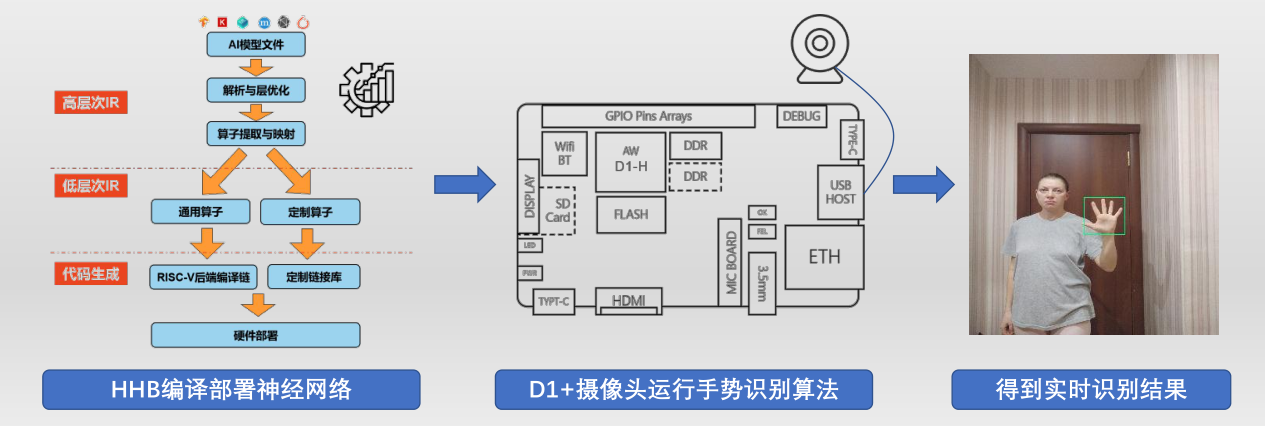 AI模型文件
高层次IR
解析与层优化
算子提取与映射
低层次IR
通用算子
定制算子
代码生成
RISC-V后端编译链
定制链接库
硬件部署
HHB编译部署神经网络
GPIO Pins Arrays
DEBUG
TYPE-C
Wifi
BT
AW
D1-H
DDR
DDR
DISPLAY
SD
Card
FLASH
USB
HOST
OK
FEL
LED
PWR
MIC BOARD
3.5mm
ETH
TYPT-C
HDMI
D1+摄像头运行手势识别算法
得到实时识别结果